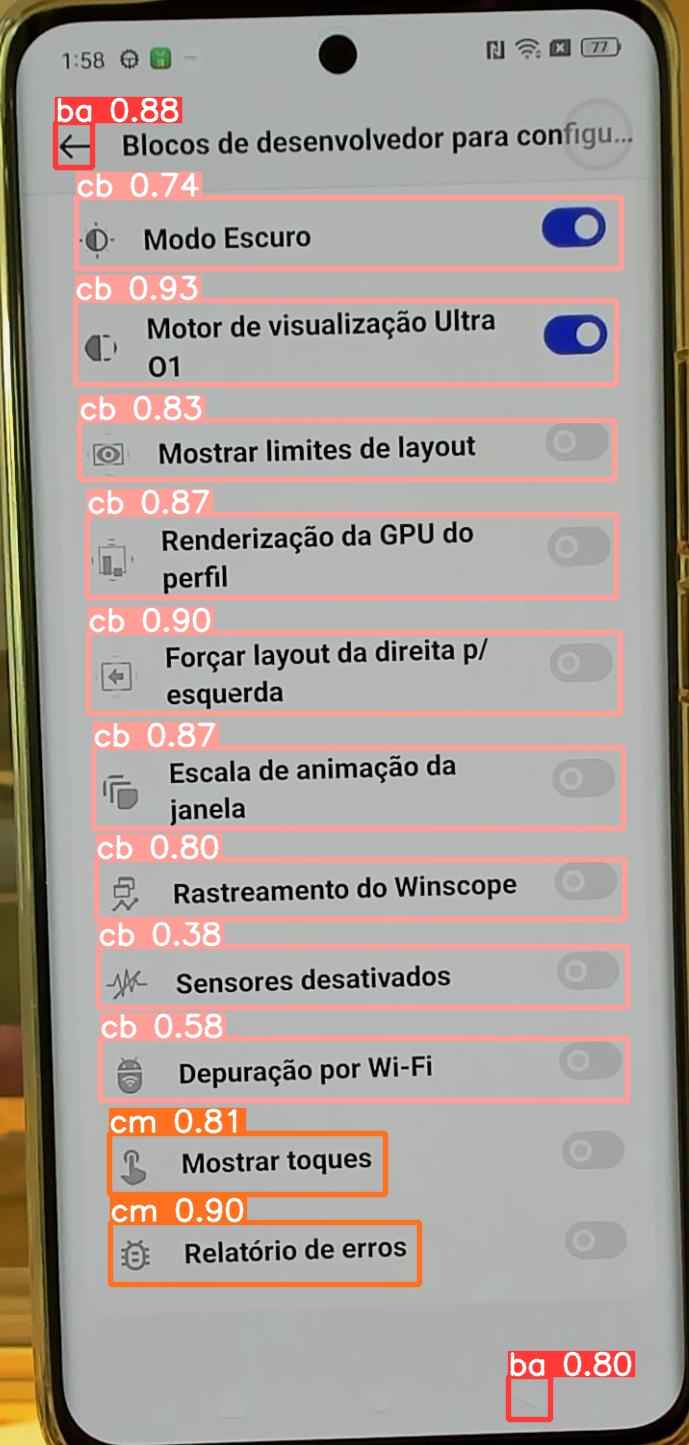 1:58
77
ba 0.88
Blocos de desenvolvedor para configu...
cb 0.74
Modo Escuro
cb 0.93
Motor de visualização Ultra
O1
cb 0.83
Mostrar limites de layout
cb 0.87
Renderização da GPU do
perfil
cb 0.90
Forçar layout da direita p/
esquerda
cb 0.87
Escala de animação da
janela
cb 0.80
Rastreamento do Winscope
cb 0.38
Sensores desativados
cb 0.58
Depuração por Wi-Fi
cm 0.81
Mostrar toques
cm 0.90
Relatório de erros
ba 0.80